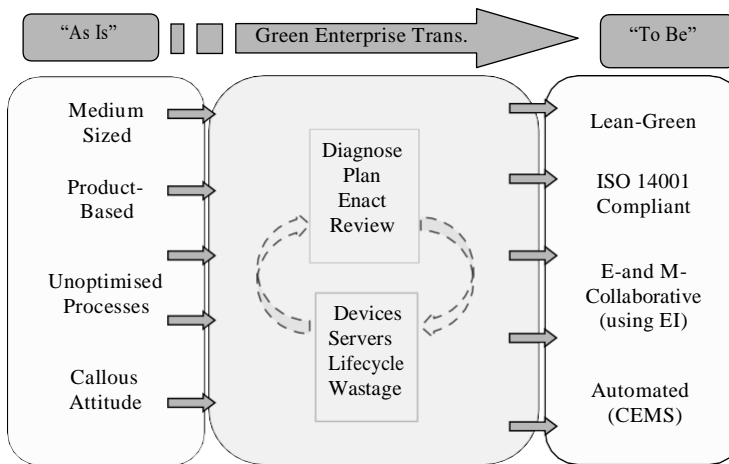 “As Is”
Green Enterprise Trans.
“To Be”
Medium
Sized
Product-
Based
Unoptimised
Processes
Callous
Attitude
Diagnose
Plan
Enact
Review
Devices
Servers
Lifecycle
Wastage
Lean-Green
ISO 14001
Compliant
E-and M-
Collaborative
(using EI)
Automated
(CEMS)